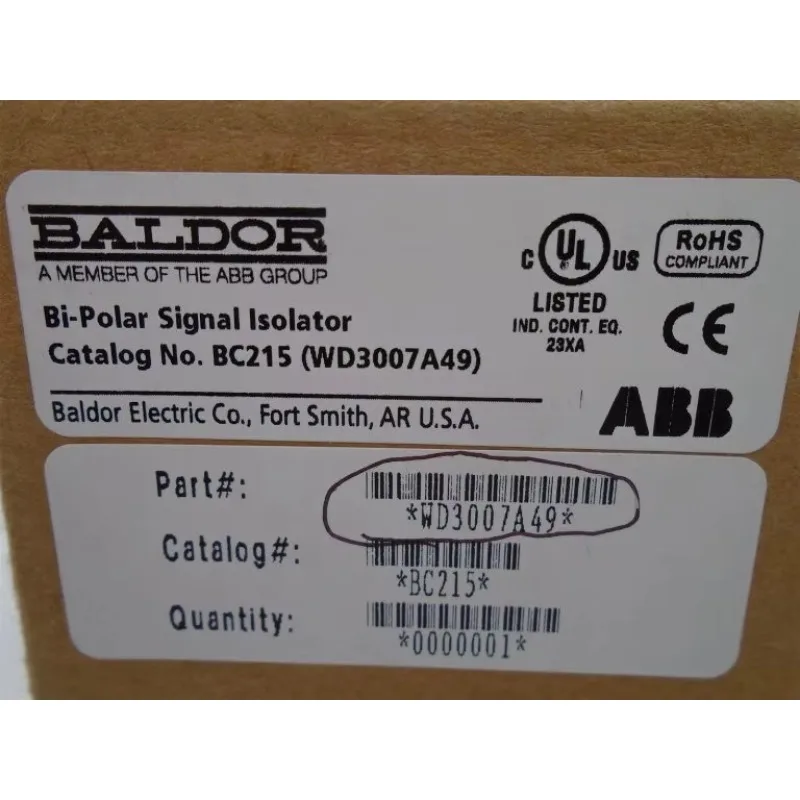 BALDOR
A MEMBER OF THE ABB GROUP
Bi-Polar Signal Isolator
Catalog No. BC215 (WD3007A49)
Baldor Electric Co., Fort Smith, AR U.S.A.
C UL US
LISTED
IND. CONT. EQ.
23XA
RoHS
COMPLIANT
CE
ABB
Part#:
*WD3007A49*
Catalog#:
*BC215*
Quantity:
*0000001*